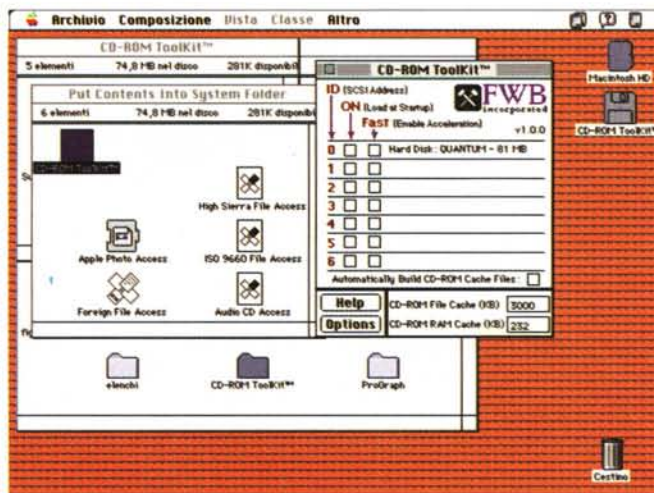 Archivio Composizione Vista Classe Altro
CD-ROM ToolKit™
5 elementi 74,8 MB nel disco 281K disponibili
Put Contents Into System Folder
6 elementi 74,8 MB nel disco 281K disponibi
CD-ROM ToolKit™
High Sierra File Access
Apple Photo Access
ISO 9660 File Access
Foreign File Access
Audio CD Access
elenchi
CD-ROM ToolKit™
ProGraph
CD-ROM ToolKit™
ID (SCSI Address)
ON (Load at Startup)
Fast (Enable Acceleration)
FWB
incorporated
v1.0.0
0 Hard Disk: QUANTUM - 81 MB
1
2
3
4
5
6
Automatically Build CD-ROM Cache Files:
Help
CD-ROM File Cache (KB) 3000
Options
CD-ROM RAM Cache (KB) 232
Macintosh HD
CD-ROM ToolKit™
Cestino